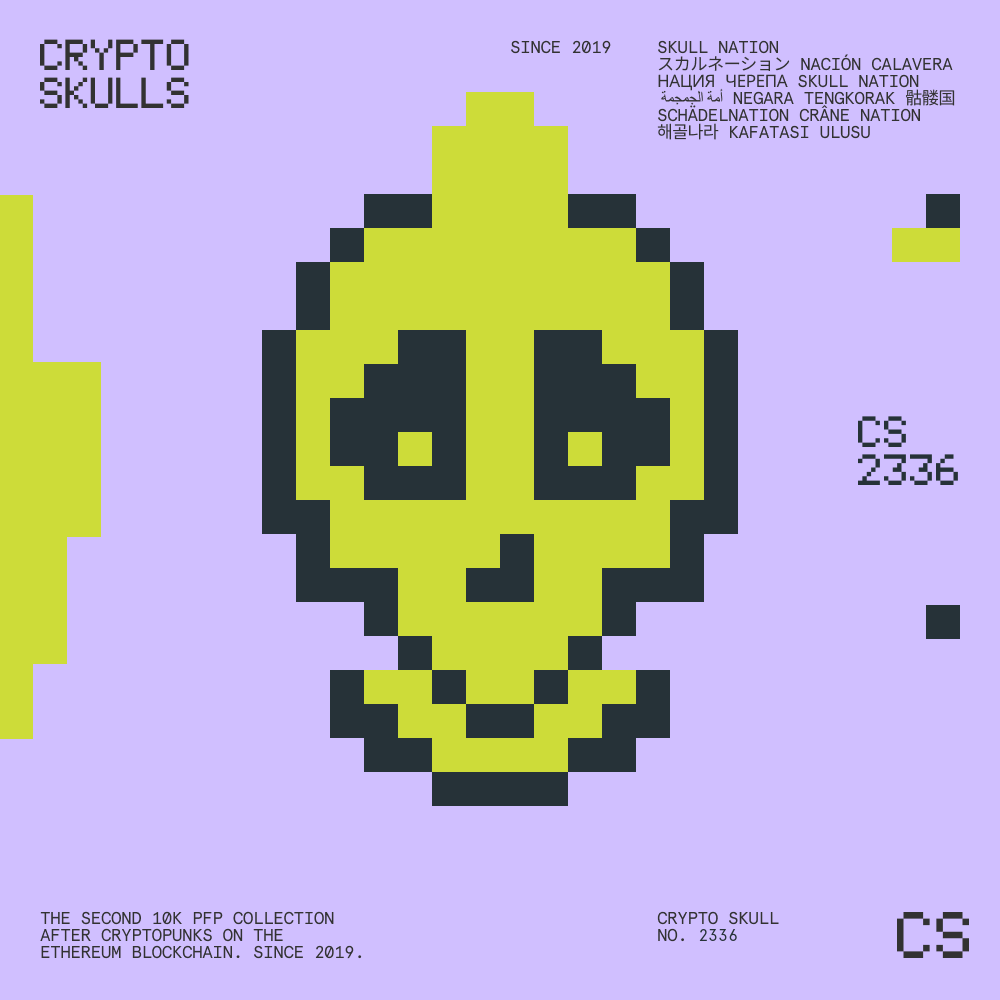 CRYPTO
SKULLS
SINCE 2019
SKULL NATION
スカルネーション NACIÓN CALAVERA
НАЦИЯ ЧЕРЕПА SKULL NATION
أمة الجمجمة NEGARA TENGKORAK 骷髅国
SCHÄDELNATION CRÂNE NATION
해골나라 KAFATASI ULUSU
CS
2336
THE SECOND 10K PFP COLLECTION
AFTER CRYPTOPUNKS ON THE
ETHEREUM BLOCKCHAIN. SINCE 2019.
CRYPTO SKULL
NO. 2336
CS